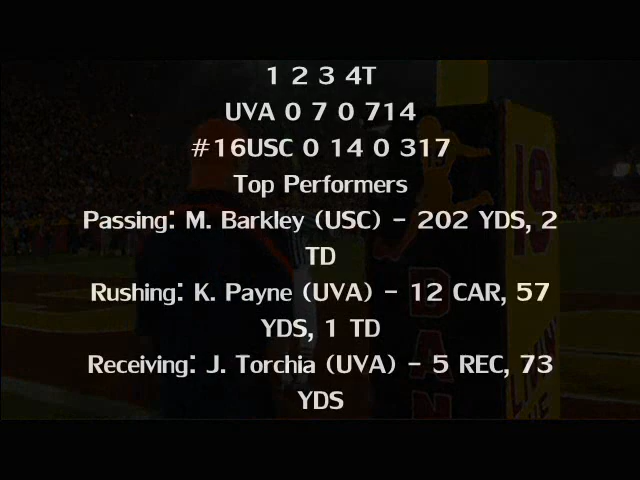 1 2 3 4T
UVA 0 7 0 714
#16USC 0 14 0 317
Top Performers
Passing: M. Barkley (USC) - 202 YDS, 2
TD
Rushing: K. Payne (UVA) - 12 CAR, 57
YDS, 1 TD
Receiving: J. Torchia (UVA) - 5 REC, 73
YDS
19
DAN